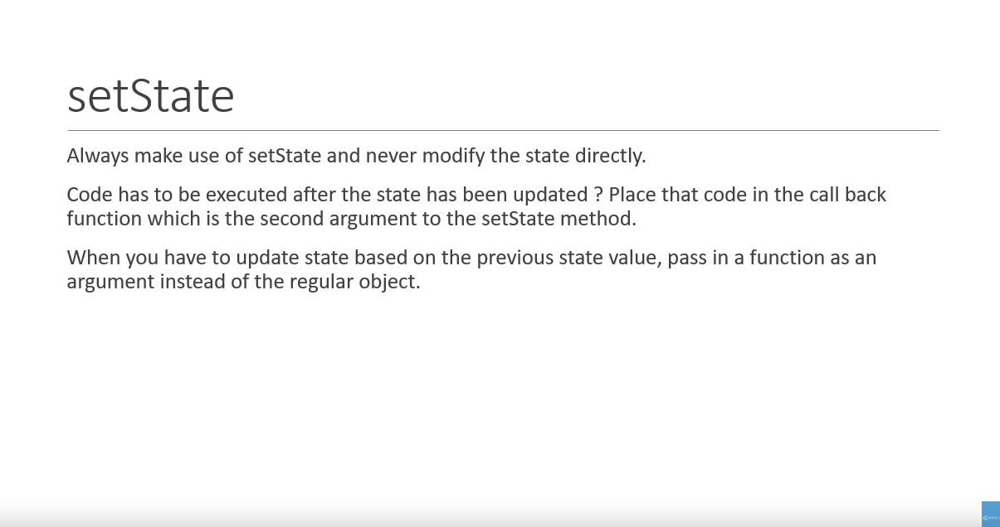 setState
Always make use of setState and never modify the state directly.
Code has to be executed after the state has been updated ? Place that code in the call back
function which is the second argument to the setState method.
When you have to update state based on the previous state value, pass in a function as an
argument instead of the regular object.